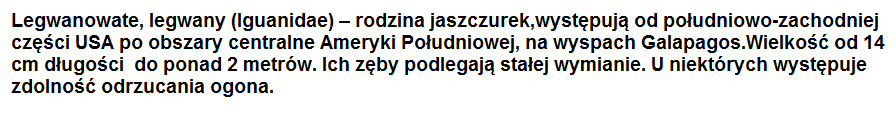 Legwanowate, legwany (Iguanidae) – rodzina jaszczurek,występują od południowo-zachodniej
części USA po obszary centralne Ameryki Południowej, na wyspach Galapagos.Wielkość od 14
cm długości  do ponad 2 metrów. Ich zęby podlegają stałej wymianie. U niektórych występuje
zdolność odrzucania ogona.